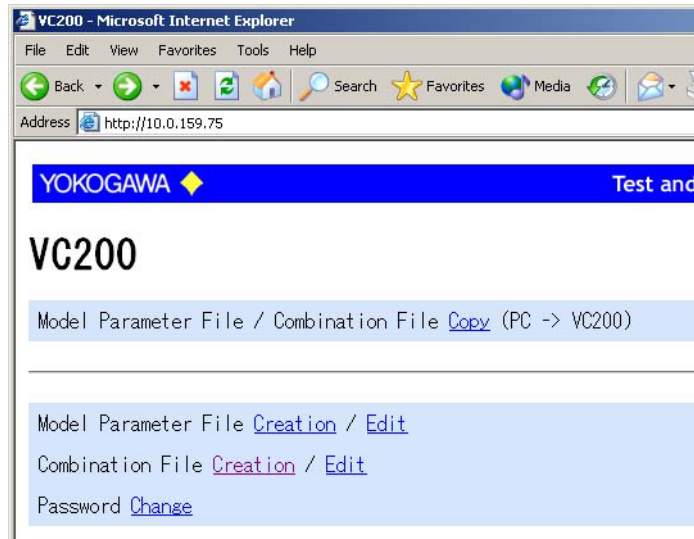 VC200 - Microsoft Internet Explorer
File Edit View Favorites Tools Help
Back Search Favorites Media
Address http://10.0.159.75
YOKOGAWA Test and
VC200
Model Parameter File / Combination File Copy (PC -> VC200)
Model Parameter File Creation / Edit
Combination File Creation / Edit
Password Change